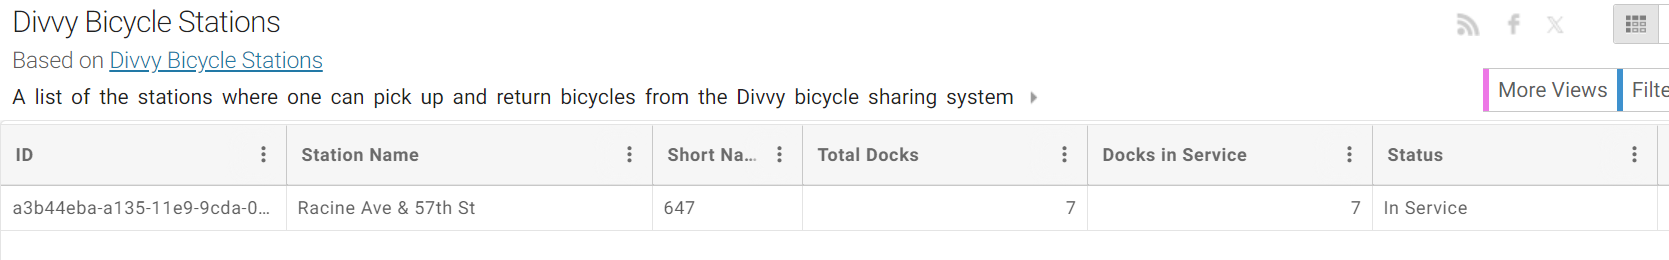 Divvy Bicycle Stations
Based on Divvy Bicycle Stations
A list of the stations where one can pick up and return bicycles from the Divvy bicycle sharing system
More Views Filte
ID Station Name Short Na... Total Docks Docks in Service Status
a3b44eba-a135-11e9-9cda-0... Racine Ave & 57th St 647 7 7 In Service